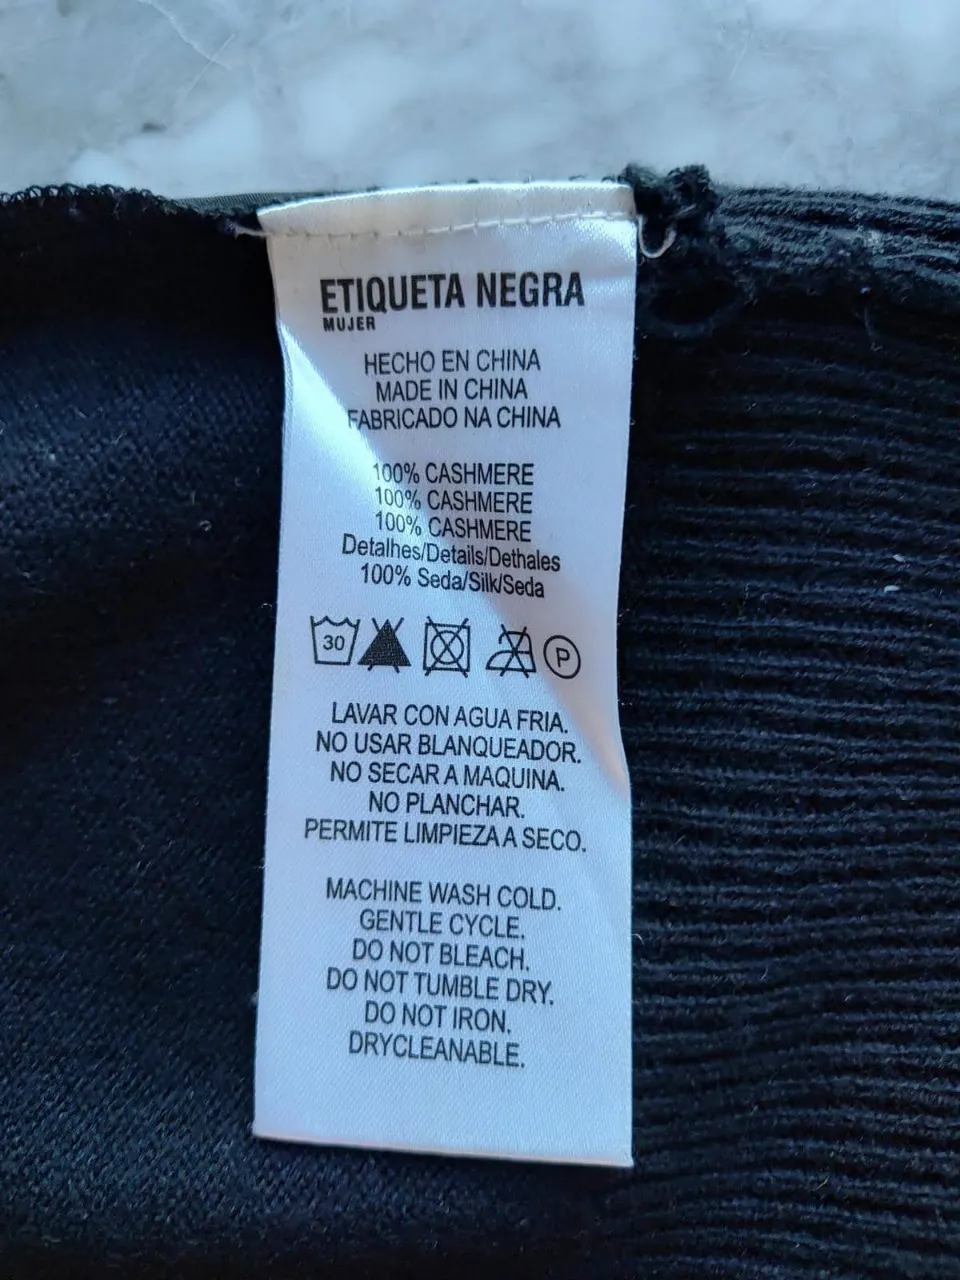 ETIQUETA NEGRA
MUJER
HECHO EN CHINA
MADE IN CHINA
FABRICADO NA CHINA
100% CASHMERE
100% CASHMERE
100% CASHMERE
Detalhes/Details/Dethales
100% Seda/Silk/Seda
30
P
LAVAR CON AGUA FRIA.
NO USAR BLANQUEADOR.
NO SECAR A MAQUINA.
NO PLANCHAR.
PERMITE LIMPIEZA A SECO.
MACHINE WASH COLD.
GENTLE CYCLE.
DO NOT BLEACH.
DO NOT TUMBLE DRY.
DO NOT IRON.
DRYCLEANABLE.